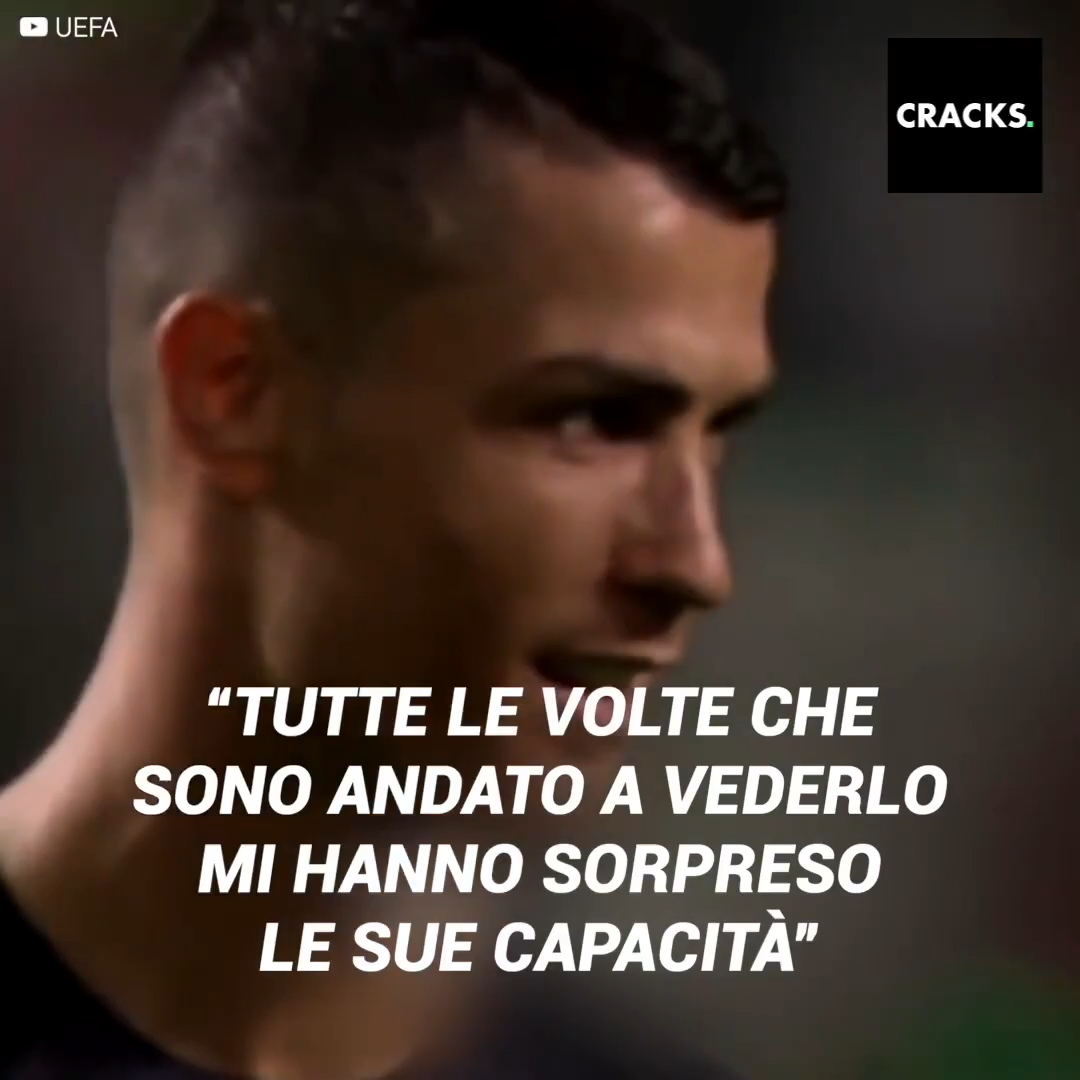 UEFA
CRACKS.
“TUTTE LE VOLTE CHE
SONO ANDATO A VEDERLO
MI HANNO SORPRESO
LE SUE CAPACITÀ”